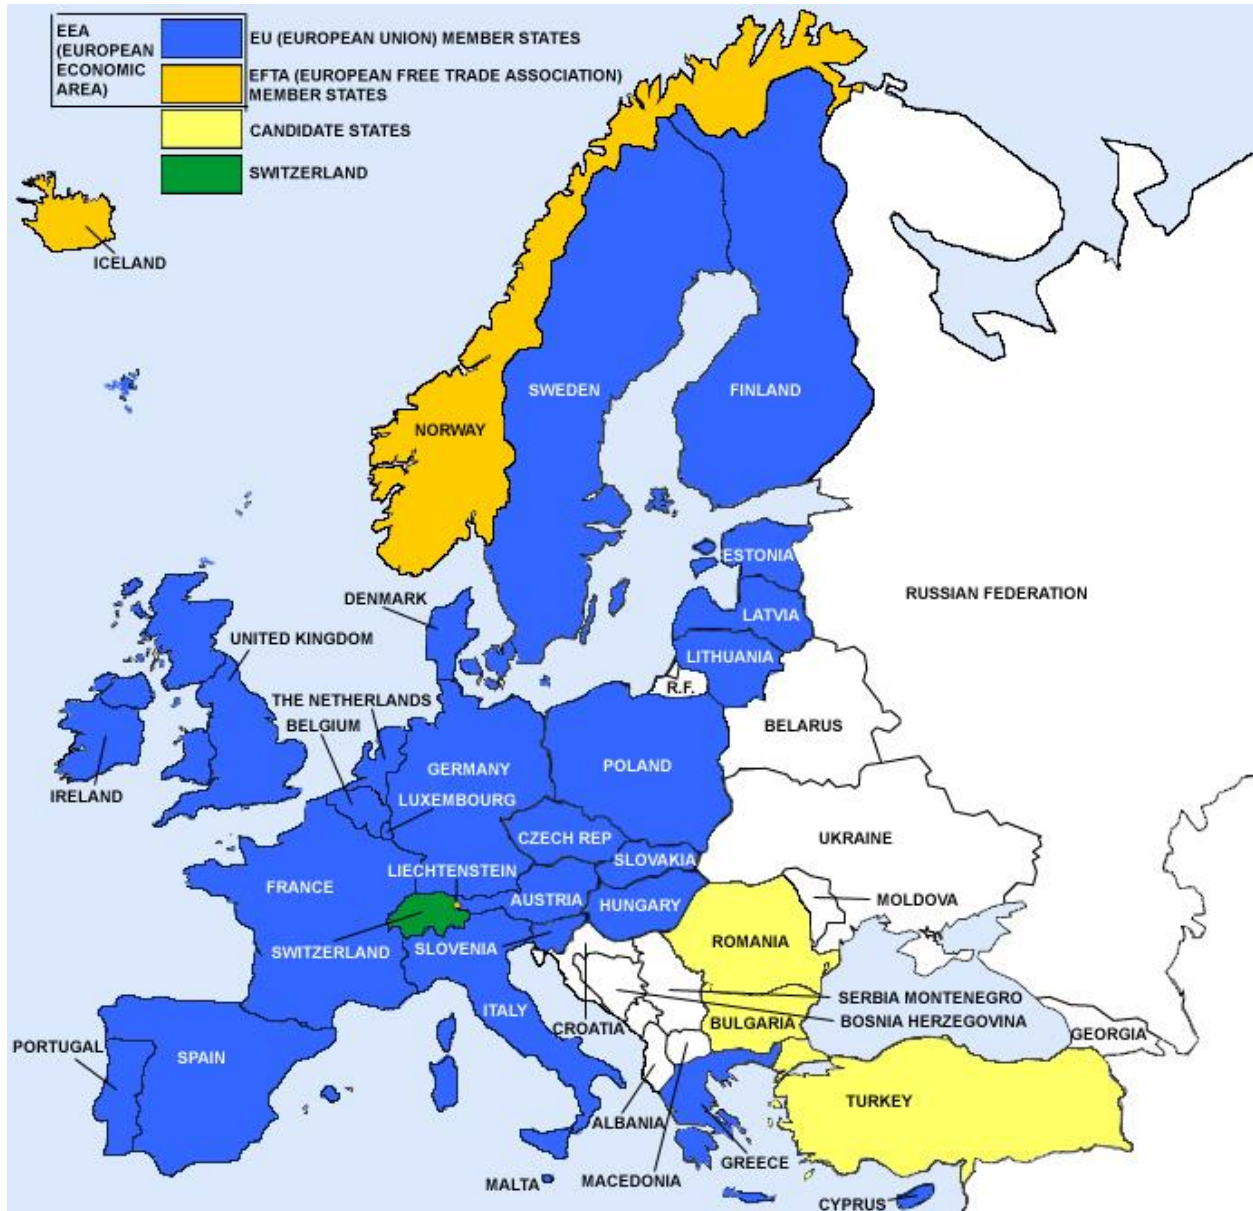 EEA
(EUROPEAN
ECONOMIC
AREA)
EU (EUROPEAN UNION) MEMBER STATES
EFTA (EUROPEAN FREE TRADE ASSOCIATION)
MEMBER STATES
CANDIDATE STATES
SWITZERLAND
ICELAND
SWEDEN
FINLAND
NORWAY
ESTONIA
RUSSIAN FEDERATION
DENMARK
LATVIA
UNITED KINGDOM
LITHUANIA
R.F.
THE NETHERLANDS
BELGIUM
BELARUS
GERMANY
POLAND
IRELAND
LUXEMBOURG
CZECH REP
UKRAINE
SLOVAKIA
LIECHTENSTEIN
FRANCE
AUSTRIA
HUNGARY
MOLDOVA
ROMANIA
SWITZERLAND
SLOVENIA
SERBIA MONTENEGRO
ITALY
BOSNIA HERZEGOVINA
CROATIA
BULGARIA
GEORGIA
PORTUGAL
SPAIN
TURKEY
ALBANIA
GREECE
MALTA
MACEDONIA
CYPRUS